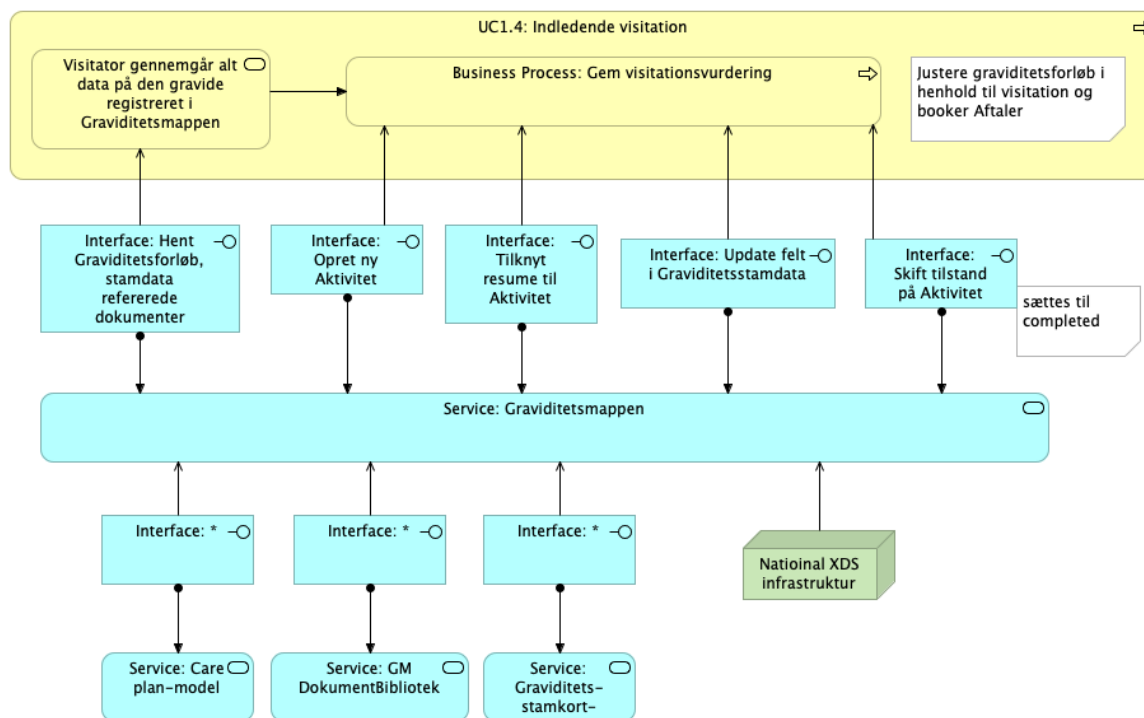 UC1.4: Indledende visitation
Visitator gennemgår alt
data på den gravide
registreret i
Graviditetsmappen
Business Process: Gem visitationsvurdering
Justere graviditetsforløb i
henhold til visitation og
booker Aftaler
Interface: Hent
Graviditetsforløb,
stamdata
refererede
dokumenter
Interface:
Opret ny
Aktivitet
Interface:
Tilknyt
resume til
Aktivitet
Interface: Update felt
i Graviditetsstamdata
Interface:
Skift tilstand
på Aktivitet
sættes til
completed
Service: Graviditetsmappen
Interface: *
Interface: *
Interface: *
Natioinal XDS
infrastruktur
Service: Care
plan-model
Service: GM
DokumentBibliotek
Service:
Graviditets-
stamkort-